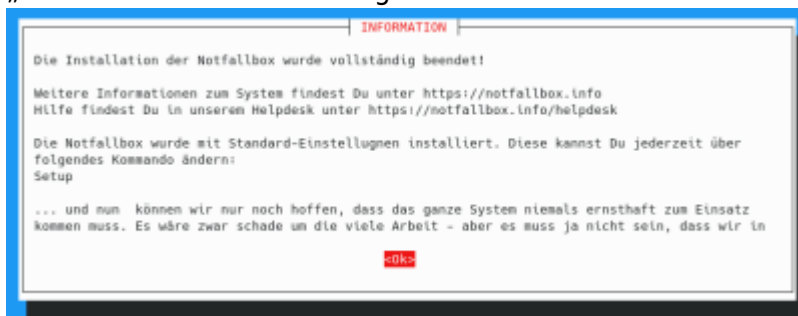 INFORMATION
Die Installation der Notfallbox wurde vollständig beendet!
Weitere Informationen zum System findest Du unter https://notfallbox.info
Hilfe findest Du in unserem Helpdesk unter https://notfallbox.info/helpdesk
Die Notfallbox wurde mit Standard-Einstellugnen installiert. Diese kannst Du jederzeit über
folgendes Kommando ändern:
Setup
... und nun  können wir nur noch hoffen, dass das ganze System niemals ernsthaft zum Einsatz
kommen muss. Es wäre zwar schade um die viele Arbeit - aber es muss ja nicht sein, dass wir in
<Ok>